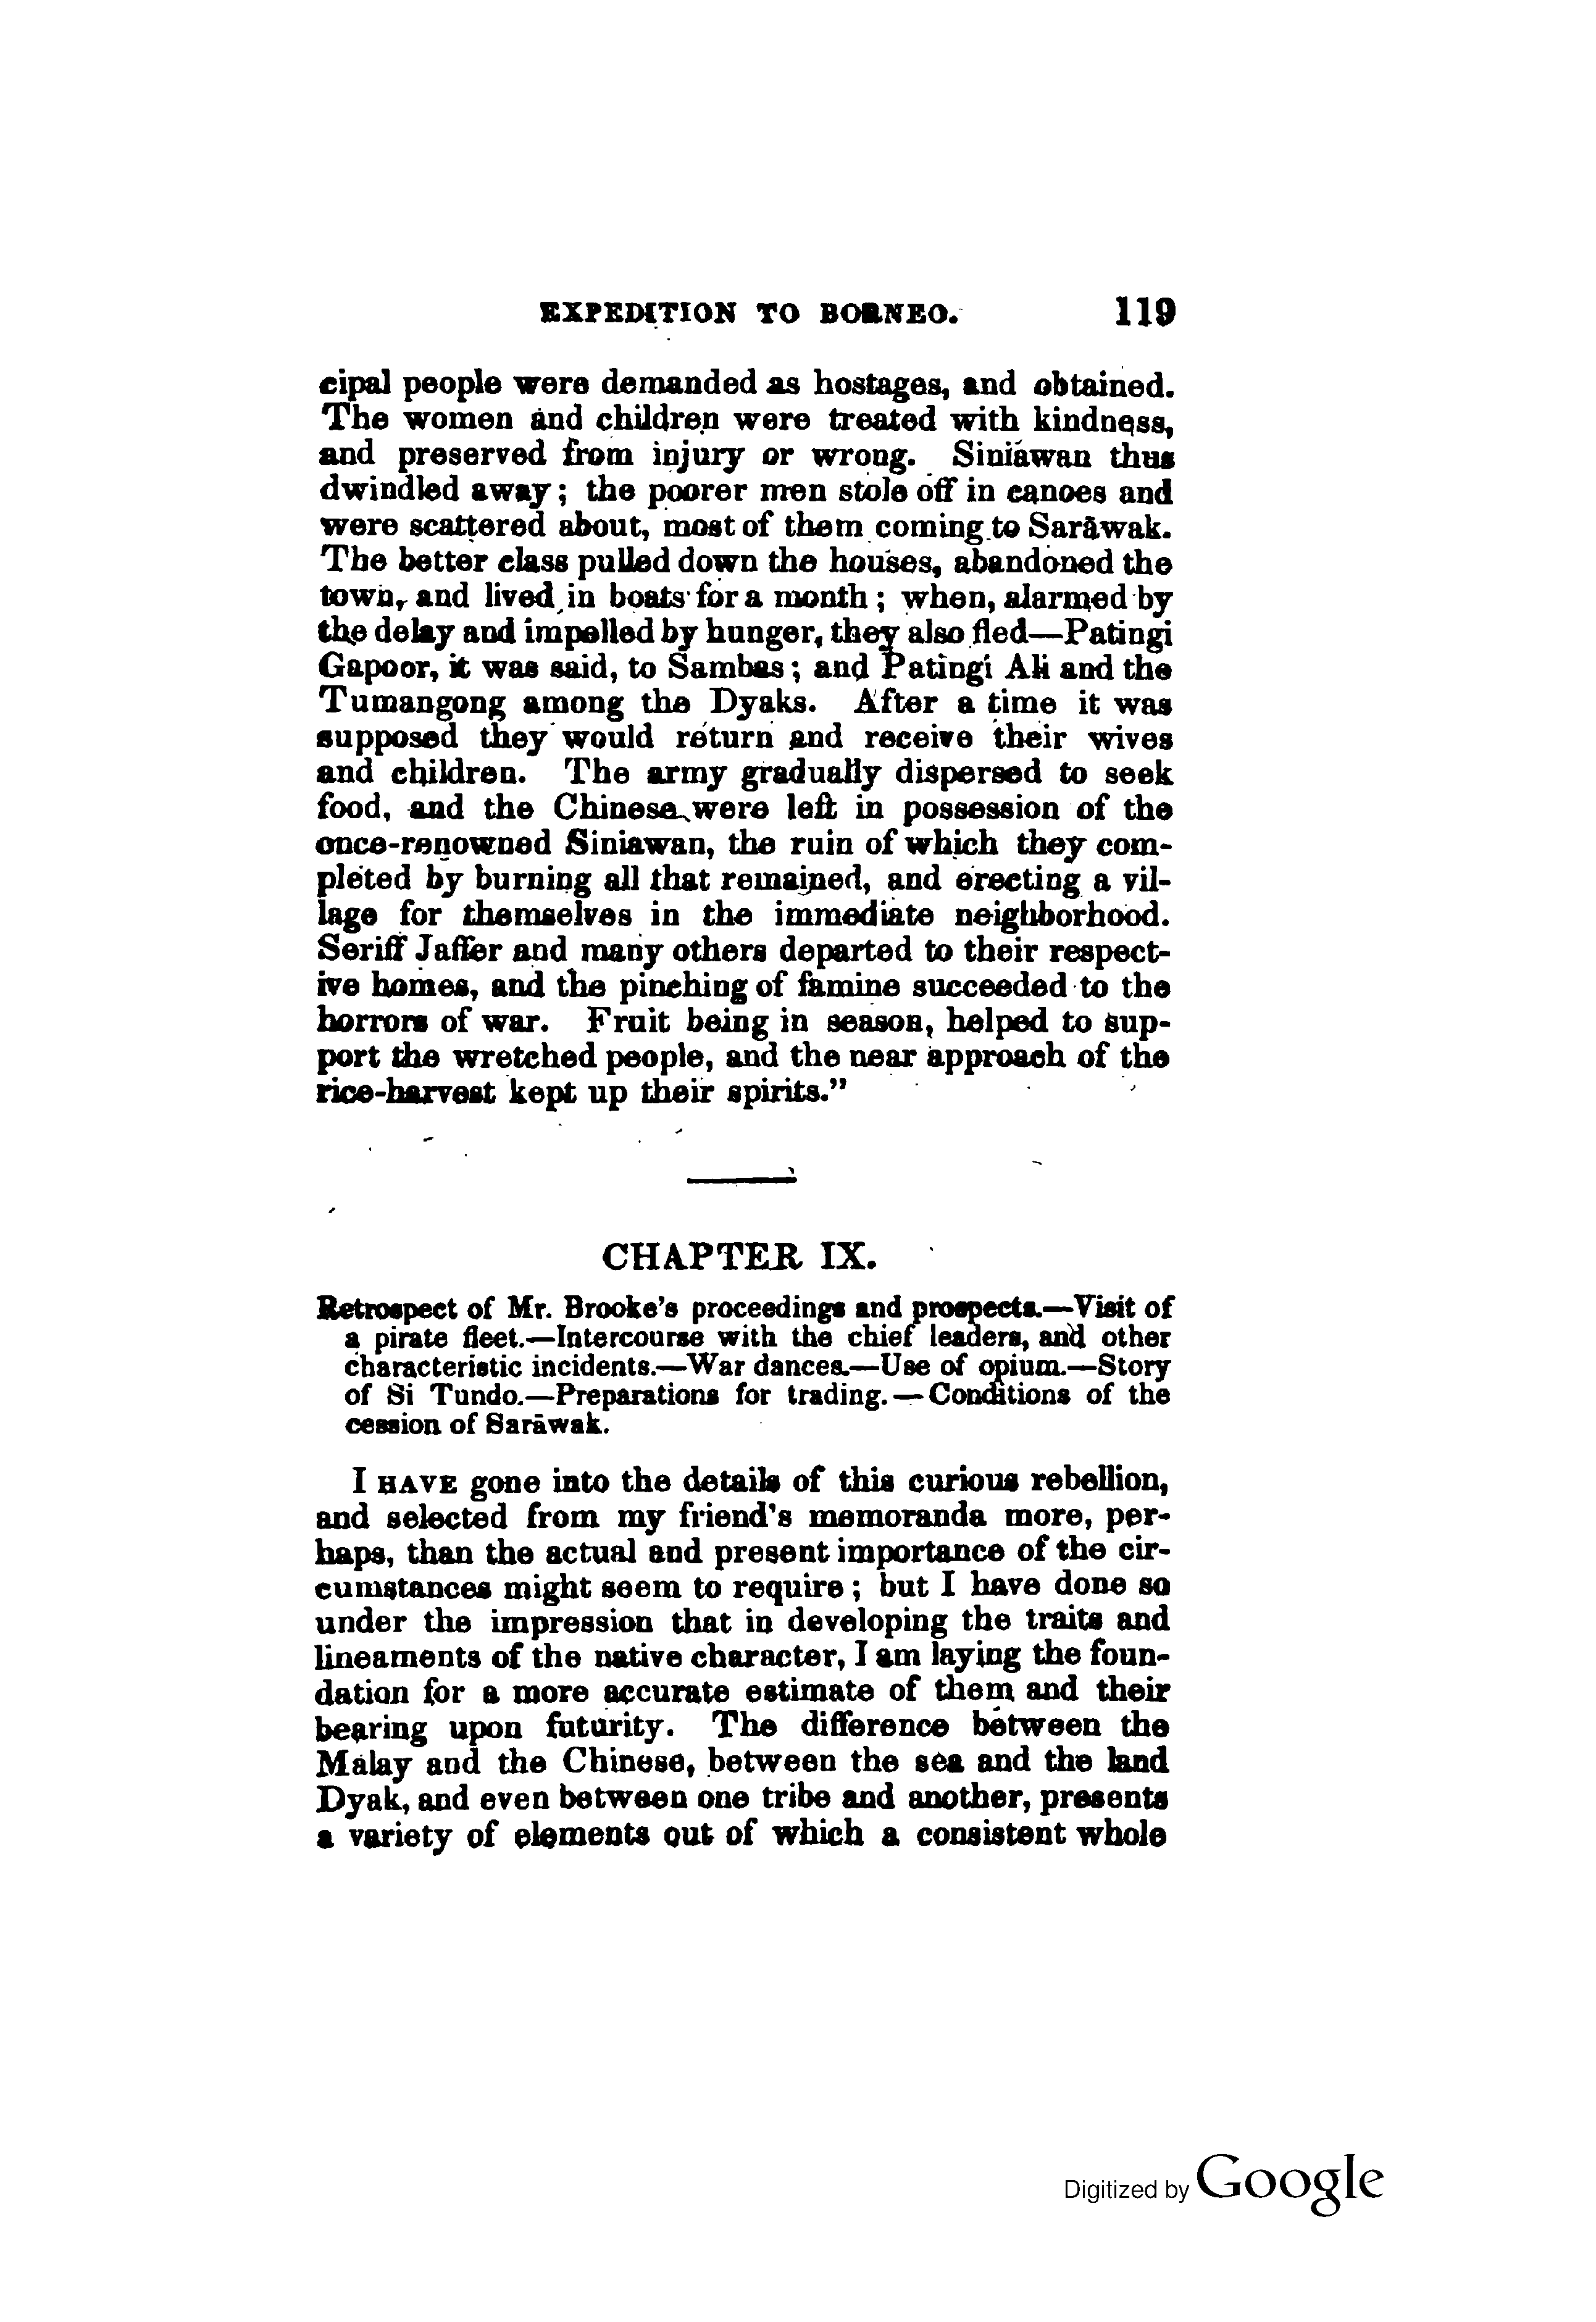 EXPEDITION TO BORNEO. 119
cipal people were demanded as hostages, and obtained.
The women and children were treated with kindness,
and preserved from injury or wrong. Siniawan thus
dwindled away; the poorer men stole off in canoes and
were scattered about, most of them coming to Sarāwak.
The better class pulled down the houses, abandoned the
town, and lived in boats for a month; when, alarmed by
the delay and impelled by hunger, they also fled—Patingi
Gapoor, it was said, to Sambas; and Patingi Ali and the
Tumangong among the Dyaks. After a time it was
supposed they would return and receive their wives
and children. The army gradually dispersed to seek
food, and the Chinese were left in possession of the
once-renowned Siniawan, the ruin of which they com-
pleted by burning all that remained, and erecting a vil-
lage for themselves in the immediate neighborhood.
Seriff Jaffer and many others departed to their respect-
ive homes, and the pinching of famine succeeded to the
horrors of war. Fruit being in season, helped to sup-
port the wretched people, and the near approach of the
rice-harvest kept up their spirits."
CHAPTER IX.
Retrospect of Mr. Brooke's proceedings and prospects.—Visit of
a pirate fleet.—Intercourse with the chief leaders, and other
characteristic incidents.—War dances.—Use of opium.—Story
of Si Tundo.—Preparations for trading.—Conditions of the
cession of Sarāwak.
I HAVE gone into the details of this curious rebellion,
and selected from my friend's memoranda more, per-
haps, than the actual and present importance of the cir-
cumstances might seem to require; but I have done so
under the impression that in developing the traits and
lineaments of the native character, I am laying the foun-
dation for a more accurate estimate of them and their
bearing upon futurity. The difference between the
Malay and the Chinese, between the sea and the land
Dyak, and even between one tribe and another, presents
a variety of elements out of which a consistent whole
Digitized by Google